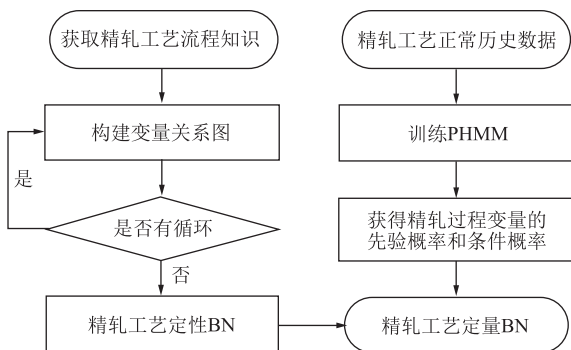 获取精轧工艺流程知识
构建变量关系图
是
是否有循环
否
精轧工艺定性BN
精轧工艺正常历史数据
训练PHMM
获得精轧过程变量的
先验概率和条件概率
精轧工艺定量BN